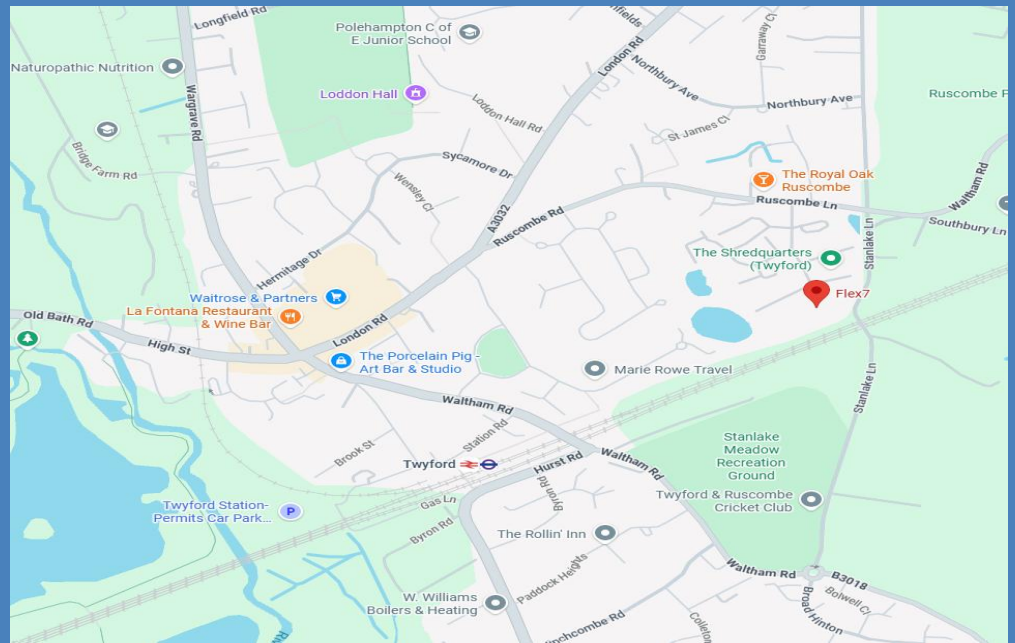 Longfield Rd
Polehampton C of
E Junior School
London Rd
Garraway Cl
Naturopathic Nutrition
Northbury Ave
Loddon Hall
Wargrave Rd
Northbury Ave
Ruscombe
Loddon Hall Rd
St James Cl
Bridge Farm Rd
Sycamore Dr
Wensley Cl
The Royal Oak
Ruscombe
Waltham Rd
Ruscombe Ln
A3032
Ruscombe Rd
Southbury Ln
Stanlake Ln
Hermitage Dr
The Shredquarters
(Twyford)
Waitrose & Partners
Flex7
La Fontana Restaurant
& Wine Bar
Old Bath Rd
London Rd
High St
The Porcelain Pig -
Art Bar & Studio
Marie Rowe Travel
Stanlake Ln
Waltham Rd
Station Rd
Brook St
Stanlake
Meadow
Recreation
Ground
Twyford
Hurst Rd
Waltham Rd
Byron Rd
Twyford & Ruscombe
Cricket Club
Gas Ln
Twyford Station-
Permits Car Park...
P
Byron Rd
The Rollin' Inn
Waltham Rd
B3018
Paddock Heights
Bolwell Cl
W. Williams
Boilers & Heating
Broad Hinton